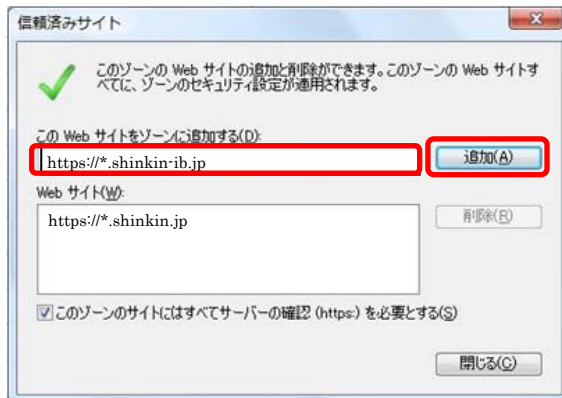 信頼済みサイト
このゾーンの Web サイトの追加と削除ができます。このゾーンの Web サイトす
べてに、ゾーンのセキュリティ設定が適用されます。
この Web サイトをゾーンに追加する(D):
https://*.shinkin-ib.jp
追加(A)
Web サイト(W):
https://*.shinkin.jp
削除(R)
このゾーンのサイトにはすべてサーバーの確認 (https:) を必要とする(S)
閉じる(C)